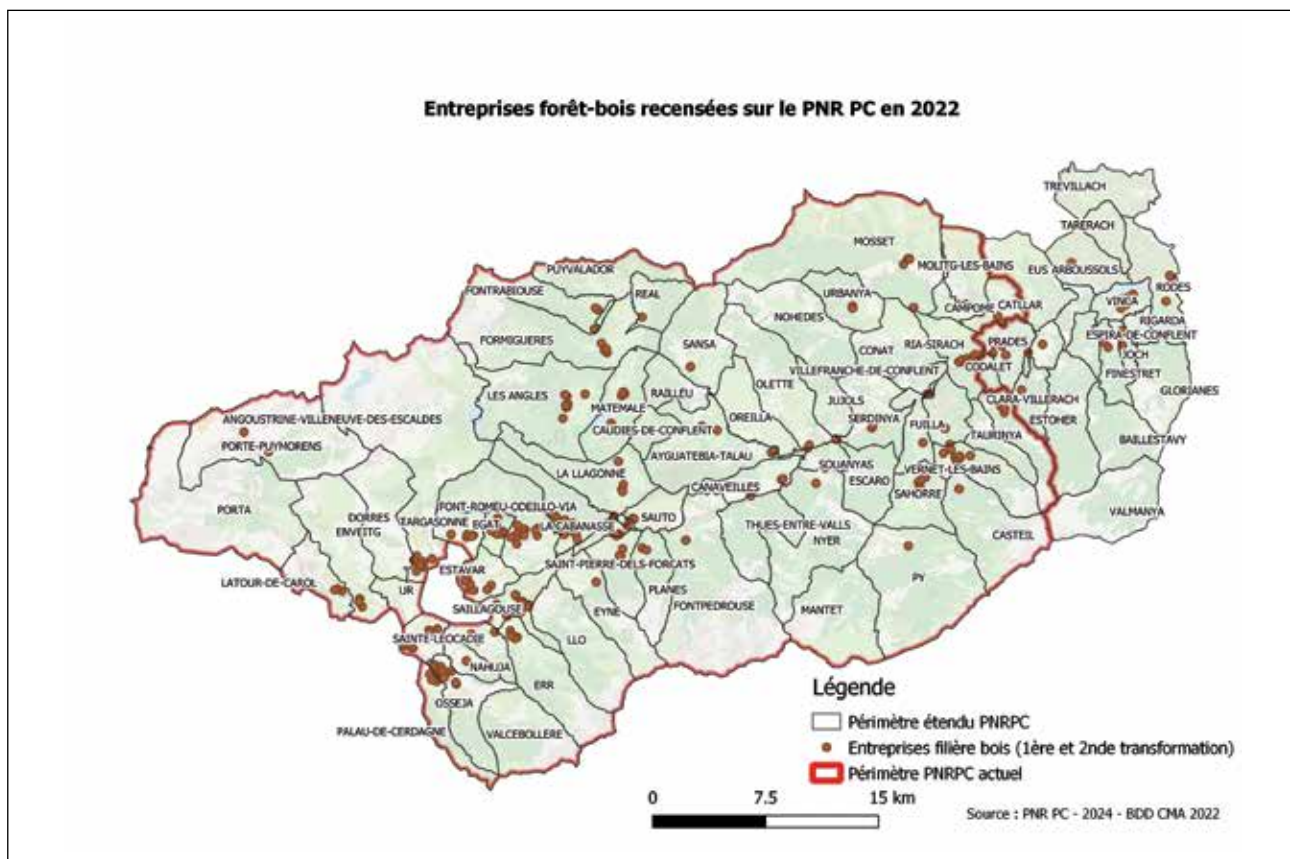 Entreprises forêt-bois recensées sur le PNR PC en 2022
TREVILLACH
TARERACH
MOSSET
MOLITG-LES-BAINS
EUS ARBOUSSOLS
PUYVALADOR
RODES
FONTRABIOUSE
REAL
URBANYA
CAMPOME
CATLLAR
VINCA
NOHEDES
RIGARDA
FORMIGUERES
SANSA
CONAT
RIA-SIRACH
PRADES
ESPIRA-DE-CONFLENT
CODALET
JOCH
VILLEFRANCHE-DE-CONFLENT
FINESTRET
OLETTE
GLORIANES
LES ANGLES
RAILLEU
JUJOLS
CLARA-VILLERACH
MATEMALE
ANGOUSTRINE-VILLENEUVE-DES-ESCALDES
OREILLA
SERDINYA
ESTOHER
CAUDIES-DE-CONFLENT
FUILLA
TAURINYA
BAILLESTAVY
PORTE-PUYMORENS
AYGUATEBIA-TALAU
SOUANYAS
LA LLAGONNE
VERNET-LES-BAINS
ESCARO
CANAVEILLES
SAHORRE
FONT-ROMEU-ODEILLO-VIA
PORTA
DORRES
SAUTO
VALMANYA
TARGASONNE
EGAT
LA CABANASSE
THUES-ENTRE-VALLS
ENVEITG
NYER
CASTEIL
SAINT-PIERRE-DELS-FORCATS
ESTAVAR
PY
LATOUR-DE-CAROL
UR
PLANES
SAILLAGOUSE
EYNE
FONTPEDROUSE
MANTET
SAINTE-LEOCADIE
LLO
NAHUJA
ERR
OSSEJA
PALAU-DE-CERDAGNE
VALCEBOLLERE
Légende
Périmètre étendu PNRPC
Entreprises filière bois (1ère et 2nde transformation)
Périmètre PNRPC actuel
0 7.5 15 km
Source : PNR PC - 2024 - BDD CMA 2022